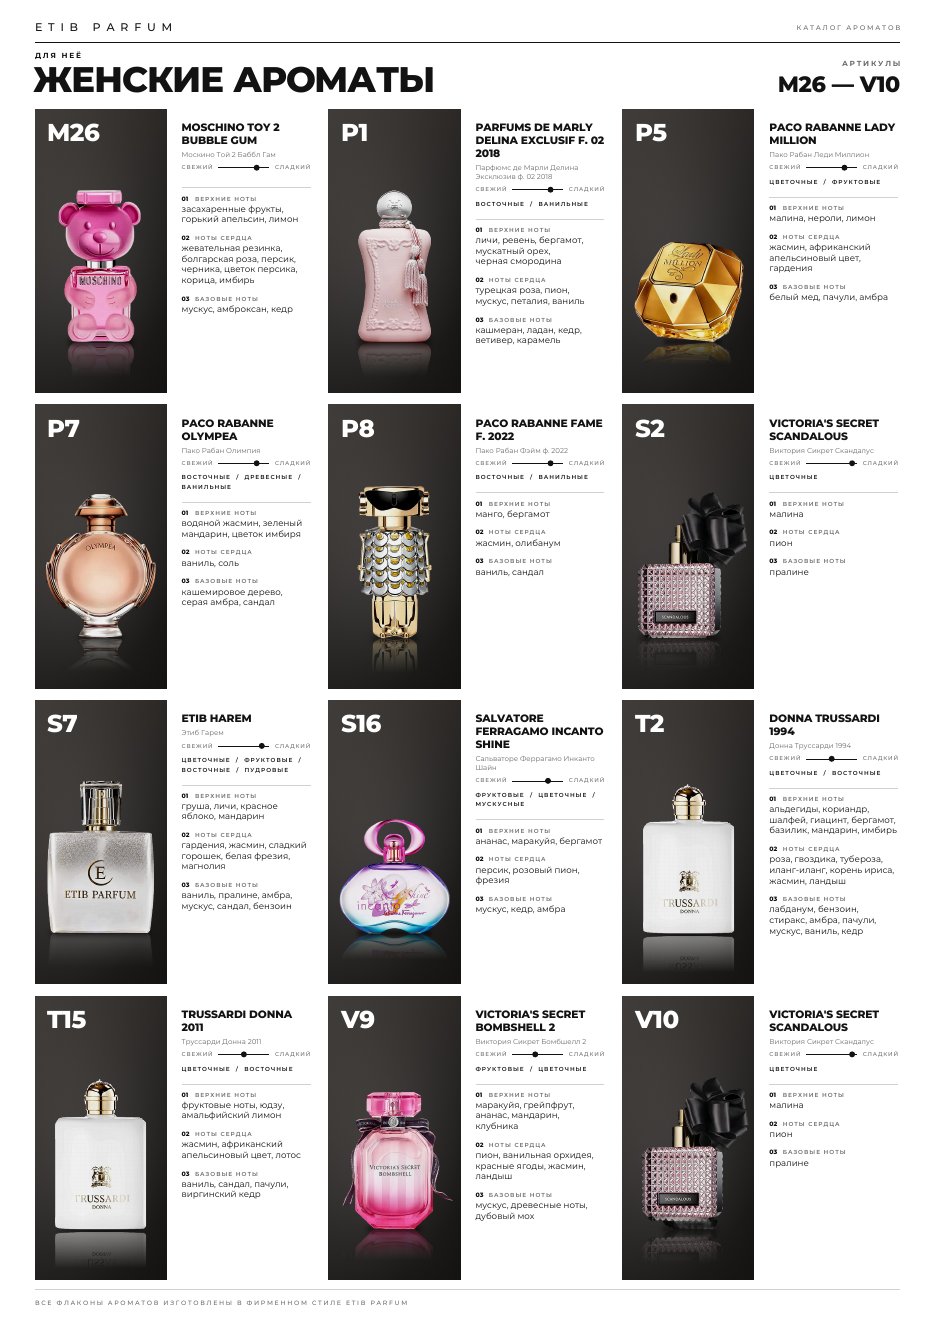 ETIB PARFUM
КАТАЛОГ АРОМАТОВ
ДЛЯ НЕЁ
ЖЕНСКИЕ АРОМАТЫ
АРТИКУЛЫ
M26 — V10
M26
MOSCHINO
MOSCHINO TOY 2
BUBBLE GUM
Москино Той 2 Баббл Гам
СВЕЖИЙ СЛАДКИЙ
01 ВЕРХНИЕ НОТЫ
засахаренные фрукты,
горький апельсин, лимон
02 НОТЫ СЕРДЦА
жевательная резинка,
болгарская роза, персик,
черника, цветок персика,
корица, имбирь
03 БАЗОВЫЕ НОТЫ
мускус, амброксан, кедр
P1
PARFUMS DE MARLY
DELINA EXCLUSIF F. 02
2018
Парфюмс де Марли Делина
Эксклюзив ф. 02 2018
СВЕЖИЙ СЛАДКИЙ
ВОСТОЧНЫЕ / ВАНИЛЬНЫЕ
01 ВЕРХНИЕ НОТЫ
личи, ревень, бергамот,
мускатный орех,
черная смородина
02 НОТЫ СЕРДЦА
турецкая роза, пион,
мускус, петалия, ваниль
03 БАЗОВЫЕ НОТЫ
кашмеран, ладан, кедр,
ветивер, карамель
P5
Lady
MILLION
PACO RABANNE LADY
MILLION
Пако Рабан Леди Миллион
СВЕЖИЙ СЛАДКИЙ
ЦВЕТОЧНЫЕ / ФРУКТОВЫЕ
01 ВЕРХНИЕ НОТЫ
малина, нероли, лимон
02 НОТЫ СЕРДЦА
жасмин, африканский
апельсиновый цвет,
гардения
03 БАЗОВЫЕ НОТЫ
белый мед, пачули, амбра
P7
OLYMPEA
PACO RABANNE
OLYMPEA
Пако Рабан Олимпия
СВЕЖИЙ СЛАДКИЙ
ВОСТОЧНЫЕ / ДРЕВЕСНЫЕ /
ВАНИЛЬНЫЕ
01 ВЕРХНИЕ НОТЫ
водяной жасмин, зеленый
мандарин, цветок имбиря
02 НОТЫ СЕРДЦА
ваниль, соль
03 БАЗОВЫЕ НОТЫ
кашемировое дерево,
серая амбра, сандал
P8
PACO RABANNE FAME
F. 2022
Пако Рабан Фэйм ф. 2022
СВЕЖИЙ СЛАДКИЙ
ВОСТОЧНЫЕ / ВАНИЛЬНЫЕ
01 ВЕРХНИЕ НОТЫ
манго, бергамот
02 НОТЫ СЕРДЦА
жасмин, олибанум
03 БАЗОВЫЕ НОТЫ
ваниль, сандал
S2
SCANDALOUS
VICTORIA'S SECRET
SCANDALOUS
Виктория Сикрет Скандалус
СВЕЖИЙ СЛАДКИЙ
ЦВЕТОЧНЫЕ
01 ВЕРХНИЕ НОТЫ
малина
02 НОТЫ СЕРДЦА
пион
03 БАЗОВЫЕ НОТЫ
пралине
S7
E
ETIB PARFUM
ETIB HAREM
Этиб Гарем
СВЕЖИЙ СЛАДКИЙ
ЦВЕТОЧНЫЕ / ФРУКТОВЫЕ /
ВОСТОЧНЫЕ / ПУДРОВЫЕ
01 ВЕРХНИЕ НОТЫ
груша, личи, красное
яблоко, мандарин
02 НОТЫ СЕРДЦА
гардения, жасмин, сладкий
горошек, белая фрезия,
магнолия
03 БАЗОВЫЕ НОТЫ
ваниль, пралине, амбра,
мускус, сандал, бензоин
S16
incanto Shine
SALVATORE
FERRAGAMO INCANTO
SHINE
Сальваторе Феррагамо Инканто
Шайн
СВЕЖИЙ СЛАДКИЙ
ФРУКТОВЫЕ / ЦВЕТОЧНЫЕ /
МУСКУСНЫЕ
01 ВЕРХНИЕ НОТЫ
ананас, маракуйя, бергамот
02 НОТЫ СЕРДЦА
персик, розовый пион,
фрезия
03 БАЗОВЫЕ НОТЫ
мускус, кедр, амбра
T2
TRUSSARDI
DONNA
DONNA TRUSSARDI
1994
Донна Труссарди 1994
СВЕЖИЙ СЛАДКИЙ
ЦВЕТОЧНЫЕ / ВОСТОЧНЫЕ
01 ВЕРХНИЕ НОТЫ
альдегиды, кориандр,
шалфей, гиацинт, бергамот,
базилик, мандарин, имбирь
02 НОТЫ СЕРДЦА
роза, гвоздика, тубероза,
иланг-иланг, корень ириса,
жасмин, ландыш
03 БАЗОВЫЕ НОТЫ
лабданум, бензоин,
стиракс, амбра, пачули,
мускус, ваниль, кедр
T15
TRUSSARDI
DONNA
TRUSSARDI DONNA
2011
Труссарди Донна 2011
СВЕЖИЙ СЛАДКИЙ
ЦВЕТОЧНЫЕ / ВОСТОЧНЫЕ
01 ВЕРХНИЕ НОТЫ
фруктовые ноты, юдзу,
амальфийский лимон
02 НОТЫ СЕРДЦА
жасмин, африканский
апельсиновый цвет, лотос
03 БАЗОВЫЕ НОТЫ
ваниль, сандал, пачули,
виргинский кедр
V9
VICTORIA'S SECRET
BOMBSHELL
VICTORIA'S SECRET
BOMBSHELL 2
Виктория Сикрет Бомбшелл 2
СВЕЖИЙ СЛАДКИЙ
ФРУКТОВЫЕ / ЦВЕТОЧНЫЕ
01 ВЕРХНИЕ НОТЫ
маракуйя, грейпфрут,
ананас, мандарин,
клубника
02 НОТЫ СЕРДЦА
пион, ванильная орхидея,
красные ягоды, жасмин,
ландыш
03 БАЗОВЫЕ НОТЫ
мускус, древесные ноты,
дубовый мох
V10
SCANDALOUS
VICTORIA'S SECRET
SCANDALOUS
Виктория Сикрет Скандалус
СВЕЖИЙ СЛАДКИЙ
ЦВЕТОЧНЫЕ
01 ВЕРХНИЕ НОТЫ
малина
02 НОТЫ СЕРДЦА
пион
03 БАЗОВЫЕ НОТЫ
пралине
ВСЕ ФЛАКОНЫ АРОМАТОВ ИЗГОТОВЛЕНЫ В ФИРМЕННОМ СТИЛЕ ETIB PARFUM